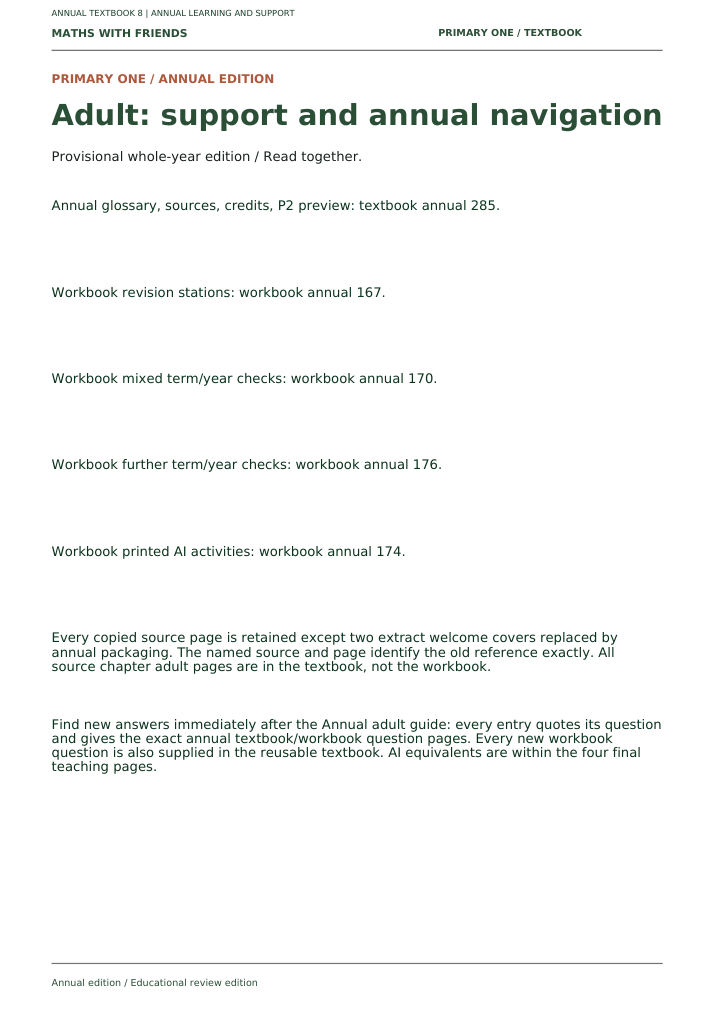 ANNUAL TEXTBOOK 8 | ANNUAL LEARNING AND SUPPORT
MATHS WITH FRIENDS
PRIMARY ONE / TEXTBOOK
PRIMARY ONE / ANNUAL EDITION
Adult: support and annual navigation
Provisional whole-year edition / Read together.
Annual glossary, sources, credits, P2 preview: textbook annual 285.
Workbook revision stations: workbook annual 167.
Workbook mixed term/year checks: workbook annual 170.
Workbook further term/year checks: workbook annual 176.
Workbook printed AI activities: workbook annual 174.
Every copied source page is retained except two extract welcome covers replaced by
annual packaging. The named source and page identify the old reference exactly. All
source chapter adult pages are in the textbook, not the workbook.
Find new answers immediately after the Annual adult guide: every entry quotes its question
and gives the exact annual textbook/workbook question pages. Every new workbook
question is also supplied in the reusable textbook. AI equivalents are within the four final
teaching pages.
Annual edition / Educational review edition